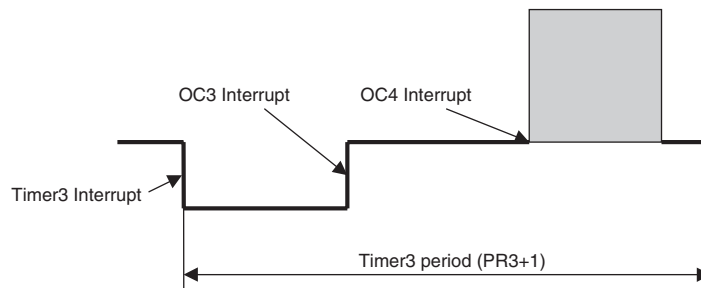 OC3 Interrupt
OC4 Interrupt
Timer3 Interrupt
Timer3 period (PR3+1)